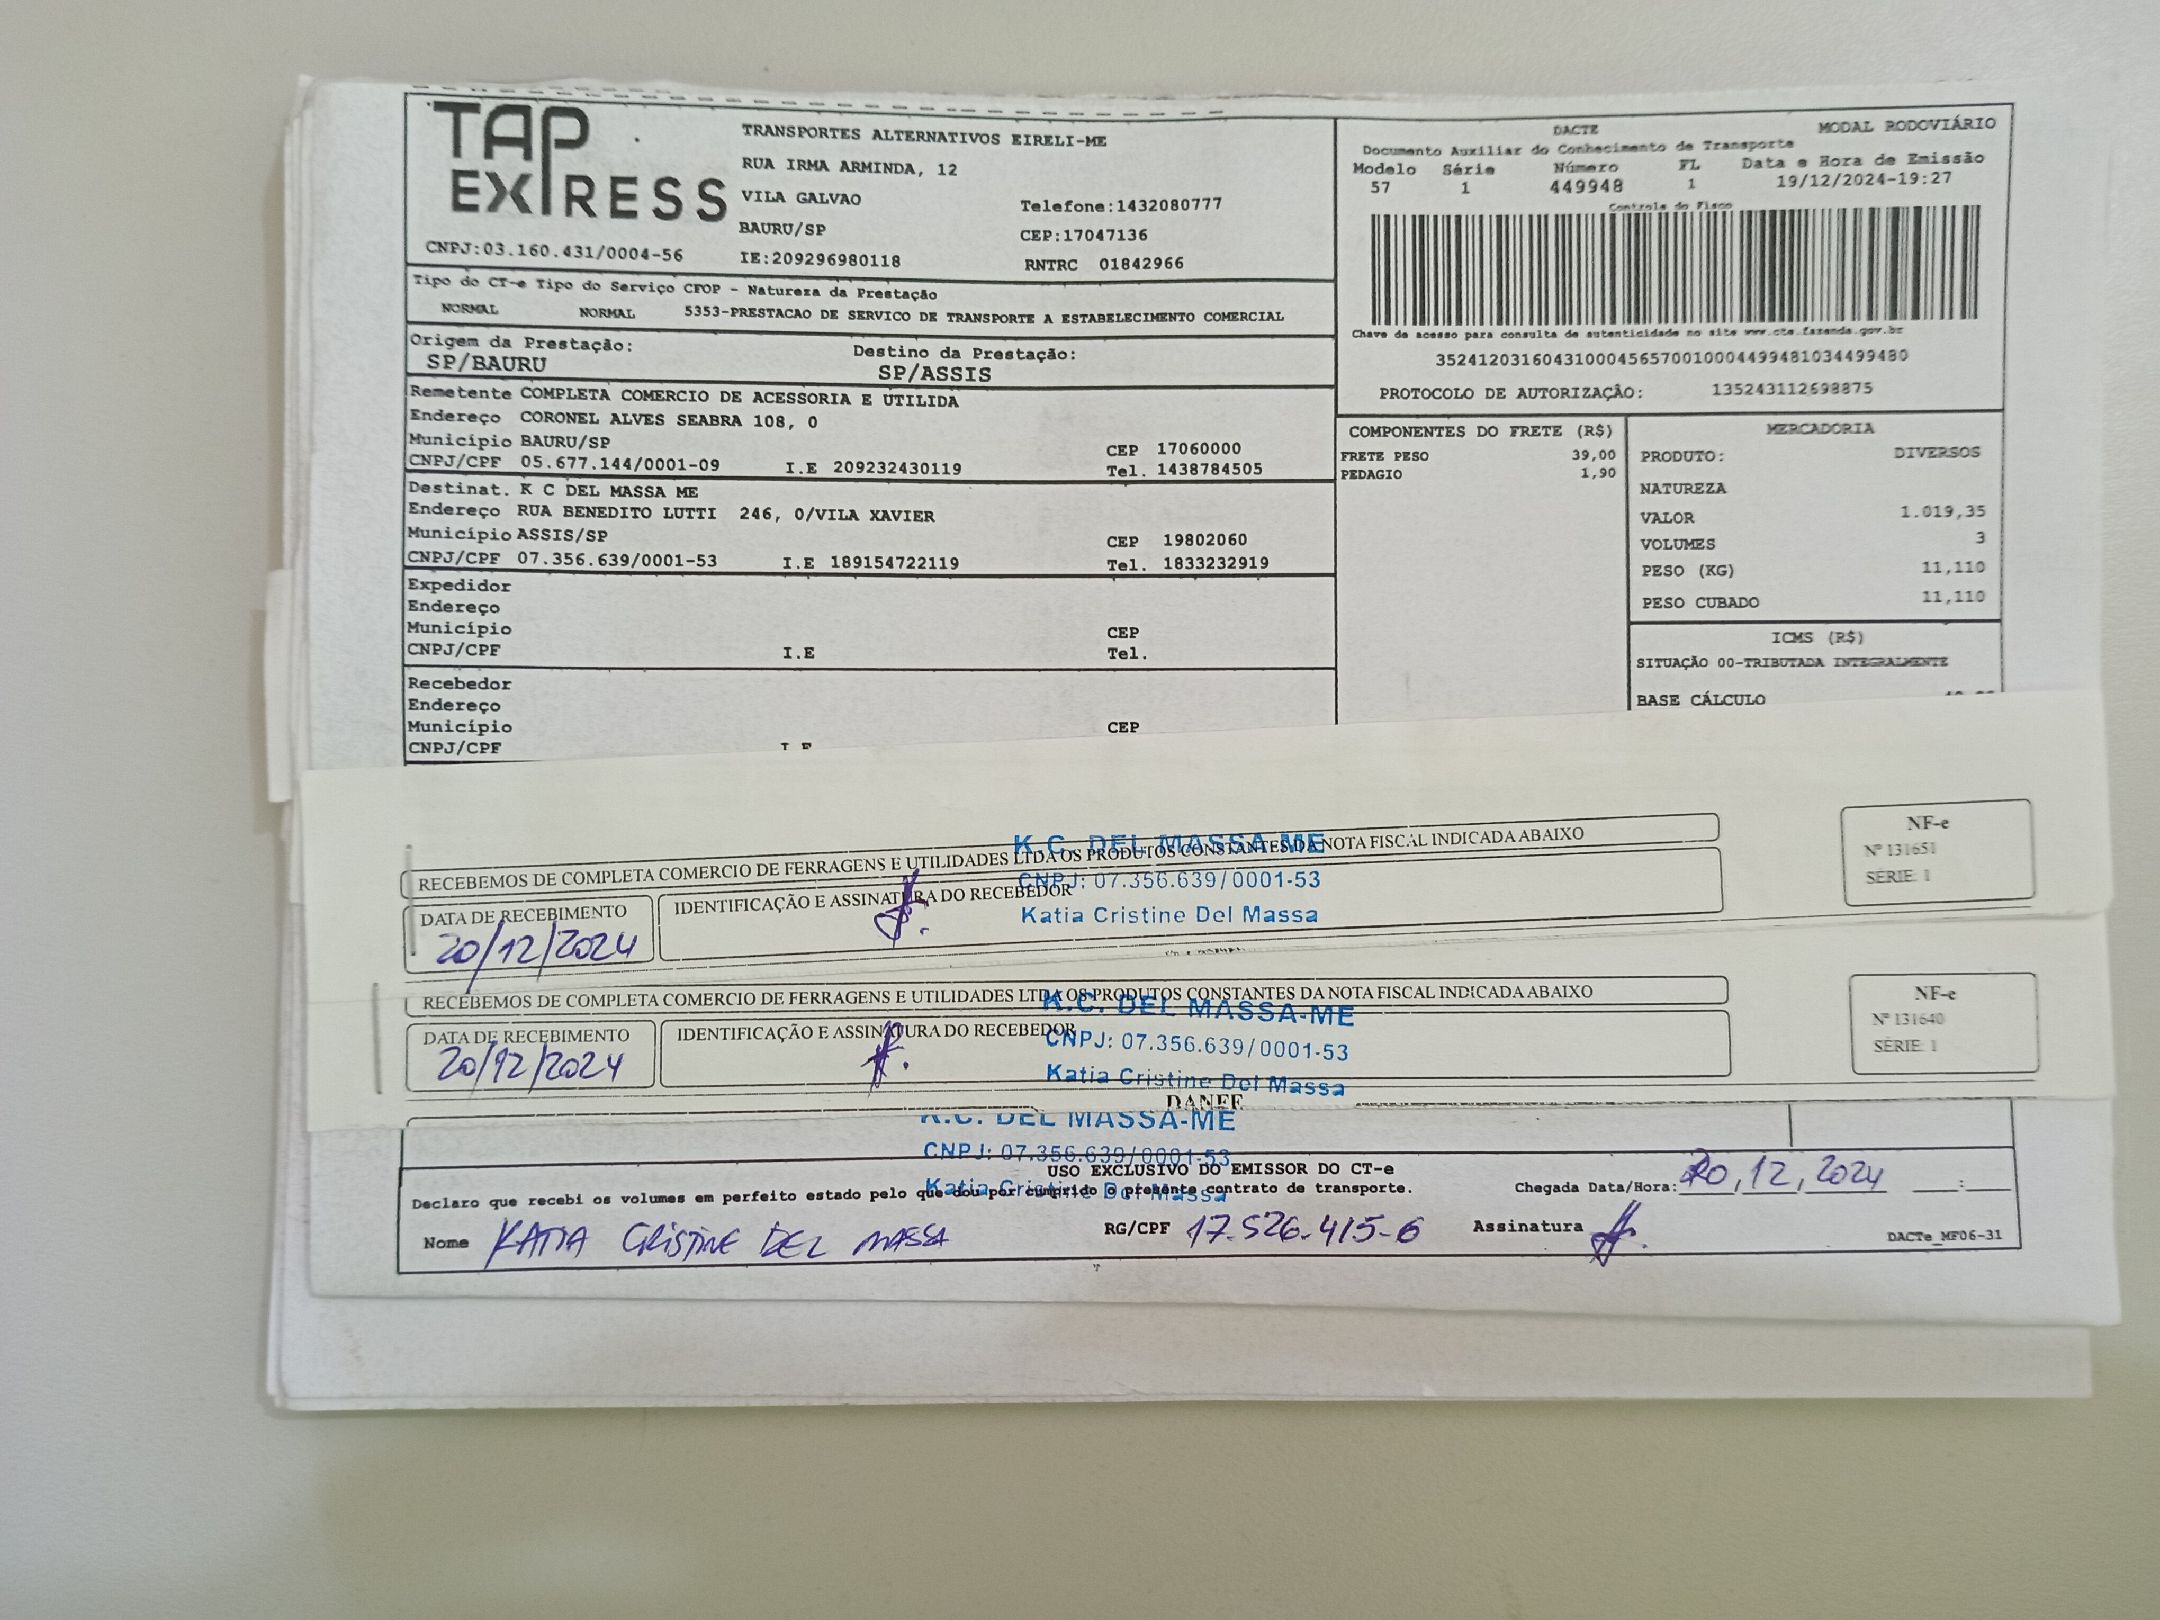 TAP
EXPRESS
CNPJ:03.160.431/0004-56
TRANSPORTES ALTERNATIVOS EIRELI-ME
RUA IRMA ARMINDA, 12
VILA GALVAO
Telefone:1432080777
BAURU/SP
CEP:17047136
IE:209296980118
RNTRC 01842966
DACTE
MODAL RODOVIÁRIO
Documento Auxiliar do Conhecimento de Transporte
Modelo Série Número FL Data e Hora de Emissão
57 1 449948 1 19/12/2024-19:27
Controle do Fisco
Chave de acesso para consulta de autenticidade no site www.cte.fazenda.gov.br
35241203160431000456570010004499481034499480
PROTOCOLO DE AUTORIZAÇÃO: 135243112698875
Tipo do CT-e Tipo do Serviço CFOP - Natureza da Prestação
NORMAL NORMAL 5353-PRESTACAO DE SERVICO DE TRANSPORTE A ESTABELECIMENTO COMERCIAL
Origem da Prestação: Destino da Prestação:
SP/BAURU SP/ASSIS
Remetente COMPLETA COMERCIO DE ACESSORIA E UTILIDA
Endereço CORONEL ALVES SEABRA 108, 0
Município BAURU/SP CEP 17060000
CNPJ/CPF 05.677.144/0001-09 I.E 209232430119 Tel. 1438784505
Destinat. K C DEL MASSA ME
Endereço RUA BENEDITO LUTTI 246, 0/VILA XAVIER
Município ASSIS/SP CEP 19802060
CNPJ/CPF 07.356.639/0001-53 I.E 189154722119 Tel. 1833232919
Expedidor
Endereço
Município CEP
CNPJ/CPF I.E Tel.
Recebedor
Endereço
Município CEP
CNPJ/CPF
COMPONENTES DO FRETE (R$)
FRETE PESO 39,00
PEDAGIO 1,90
MERCADORIA
PRODUTO: DIVERSOS
NATUREZA
VALOR 1.019,35
VOLUMES 3
PESO (KG) 11,110
PESO CUBADO 11,110
ICMS (R$)
SITUAÇÃO 00-TRIBUTADA INTEGRALMENTE
BASE CÁLCULO
RECEBEMOS DE COMPLETA COMERCIO DE FERRAGENS E UTILIDADES LTDA OS PRODUTOS CONSTANTES DA NOTA FISCAL INDICADA ABAIXO
DATA DE RECEBIMENTO
20/12/2024
IDENTIFICAÇÃO E ASSINATURA DO RECEBEDOR
K.C. DEL MASSA-ME
CNPJ: 07.356.639/0001-53
Katia Cristine Del Massa
NF-e
Nº 131651
SÉRIE 1
RECEBEMOS DE COMPLETA COMERCIO DE FERRAGENS E UTILIDADES LTDA OS PRODUTOS CONSTANTES DA NOTA FISCAL INDICADA ABAIXO
DATA DE RECEBIMENTO
20/12/2024
IDENTIFICAÇÃO E ASSINATURA DO RECEBEDOR
K.C. DEL MASSA-ME
CNPJ: 07.356.639/0001-53
Katia Cristine Del Massa
NF-e
Nº 131640
SÉRIE 1
DANFE
K.C. DEL MASSA-ME
CNPJ: 07.356.639/0001-53
Katia Cristine Del Massa
USO EXCLUSIVO DO EMISSOR DO CT-e
Declaro que recebi os volumes em perfeito estado pelo que dou por cumprido o presente contrato de transporte.
Chegada Data/Hora: 20,12,2024 :
Nome KATIA CRISTINE DEL MASSA RG/CPF 17.526.415-6 Assinatura
DACTe_MF06-31